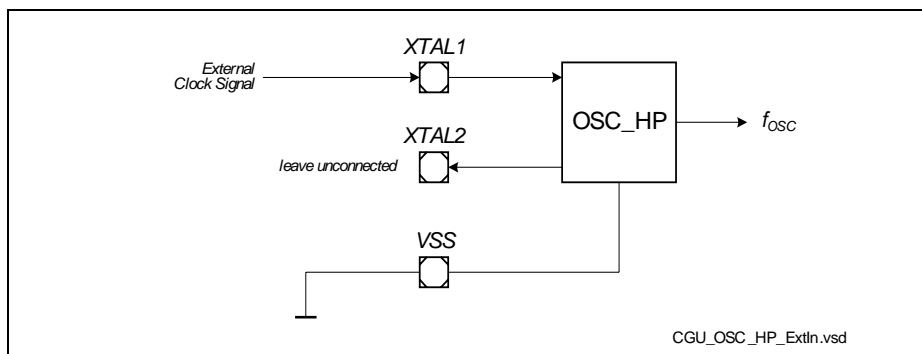 XTAL1
External
Clock Signal
OSC_HP
fOSC
XTAL2
leave unconnected
VSS
CGU_OSC_HP_ExtIn.vsd